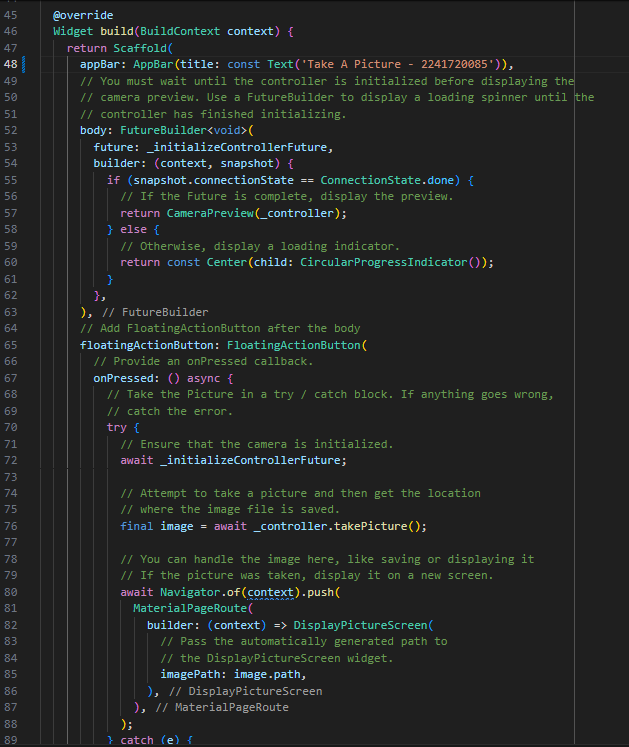 45 @override
46 Widget build(BuildContext context) {
47 return Scaffold(
48 appBar: AppBar(title: const Text('Take A Picture - 2241720085')),
49 // You must wait until the controller is initialized before displaying the
50 // camera preview. Use a FutureBuilder to display a loading spinner until the
51 // controller has finished initializing.
52 body: FutureBuilder<void>(
53 future: _initializeControllerFuture,
54 builder: (context, snapshot) {
55 if (snapshot.connectionState == ConnectionState.done) {
56 // If the Future is complete, display the preview.
57 return CameraPreview(_controller);
58 } else {
59 // Otherwise, display a loading indicator.
60 return const Center(child: CircularProgressIndicator());
61 }
62 },
63 ), // FutureBuilder
64 // Add FloatingActionButton after the body
65 floatingActionButton: FloatingActionButton(
66 // Provide an onPressed callback.
67 onPressed: () async {
68 // Take the Picture in a try / catch block. If anything goes wrong,
69 // catch the error.
70 try {
71 // Ensure that the camera is initialized.
72 await _initializeControllerFuture;
73
74 // Attempt to take a picture and then get the location
75 // where the image file is saved.
76 final image = await _controller.takePicture();
77
78 // You can handle the image here, like saving or displaying it
79 // If the picture was taken, display it on a new screen.
80 await Navigator.of(context).push(
81 MaterialPageRoute(
82 builder: (context) => DisplayPictureScreen(
83 // Pass the automatically generated path to
84 // the DisplayPictureScreen widget.
85 imagePath: image.path,
86 ), // DisplayPictureScreen
87 ), // MaterialPageRoute
88 );
89 } catch (e) {